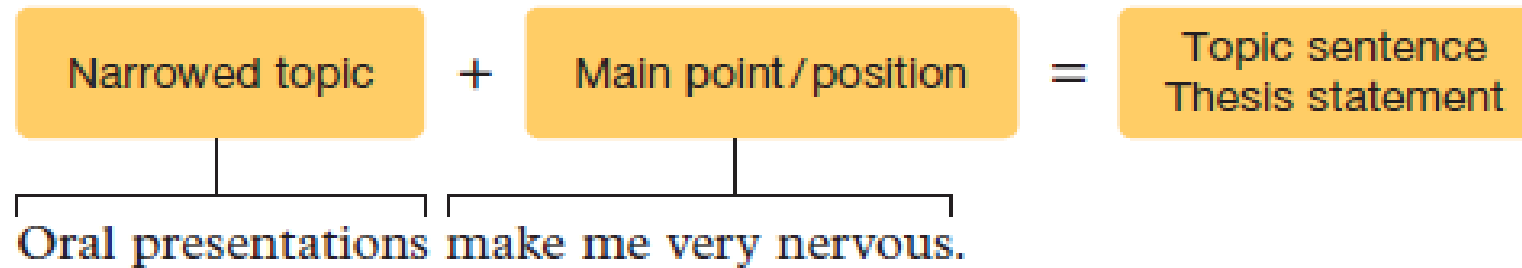 Narrowed topic + Main point/position = Topic sentence
Thesis statement
Oral presentations make me very nervous.